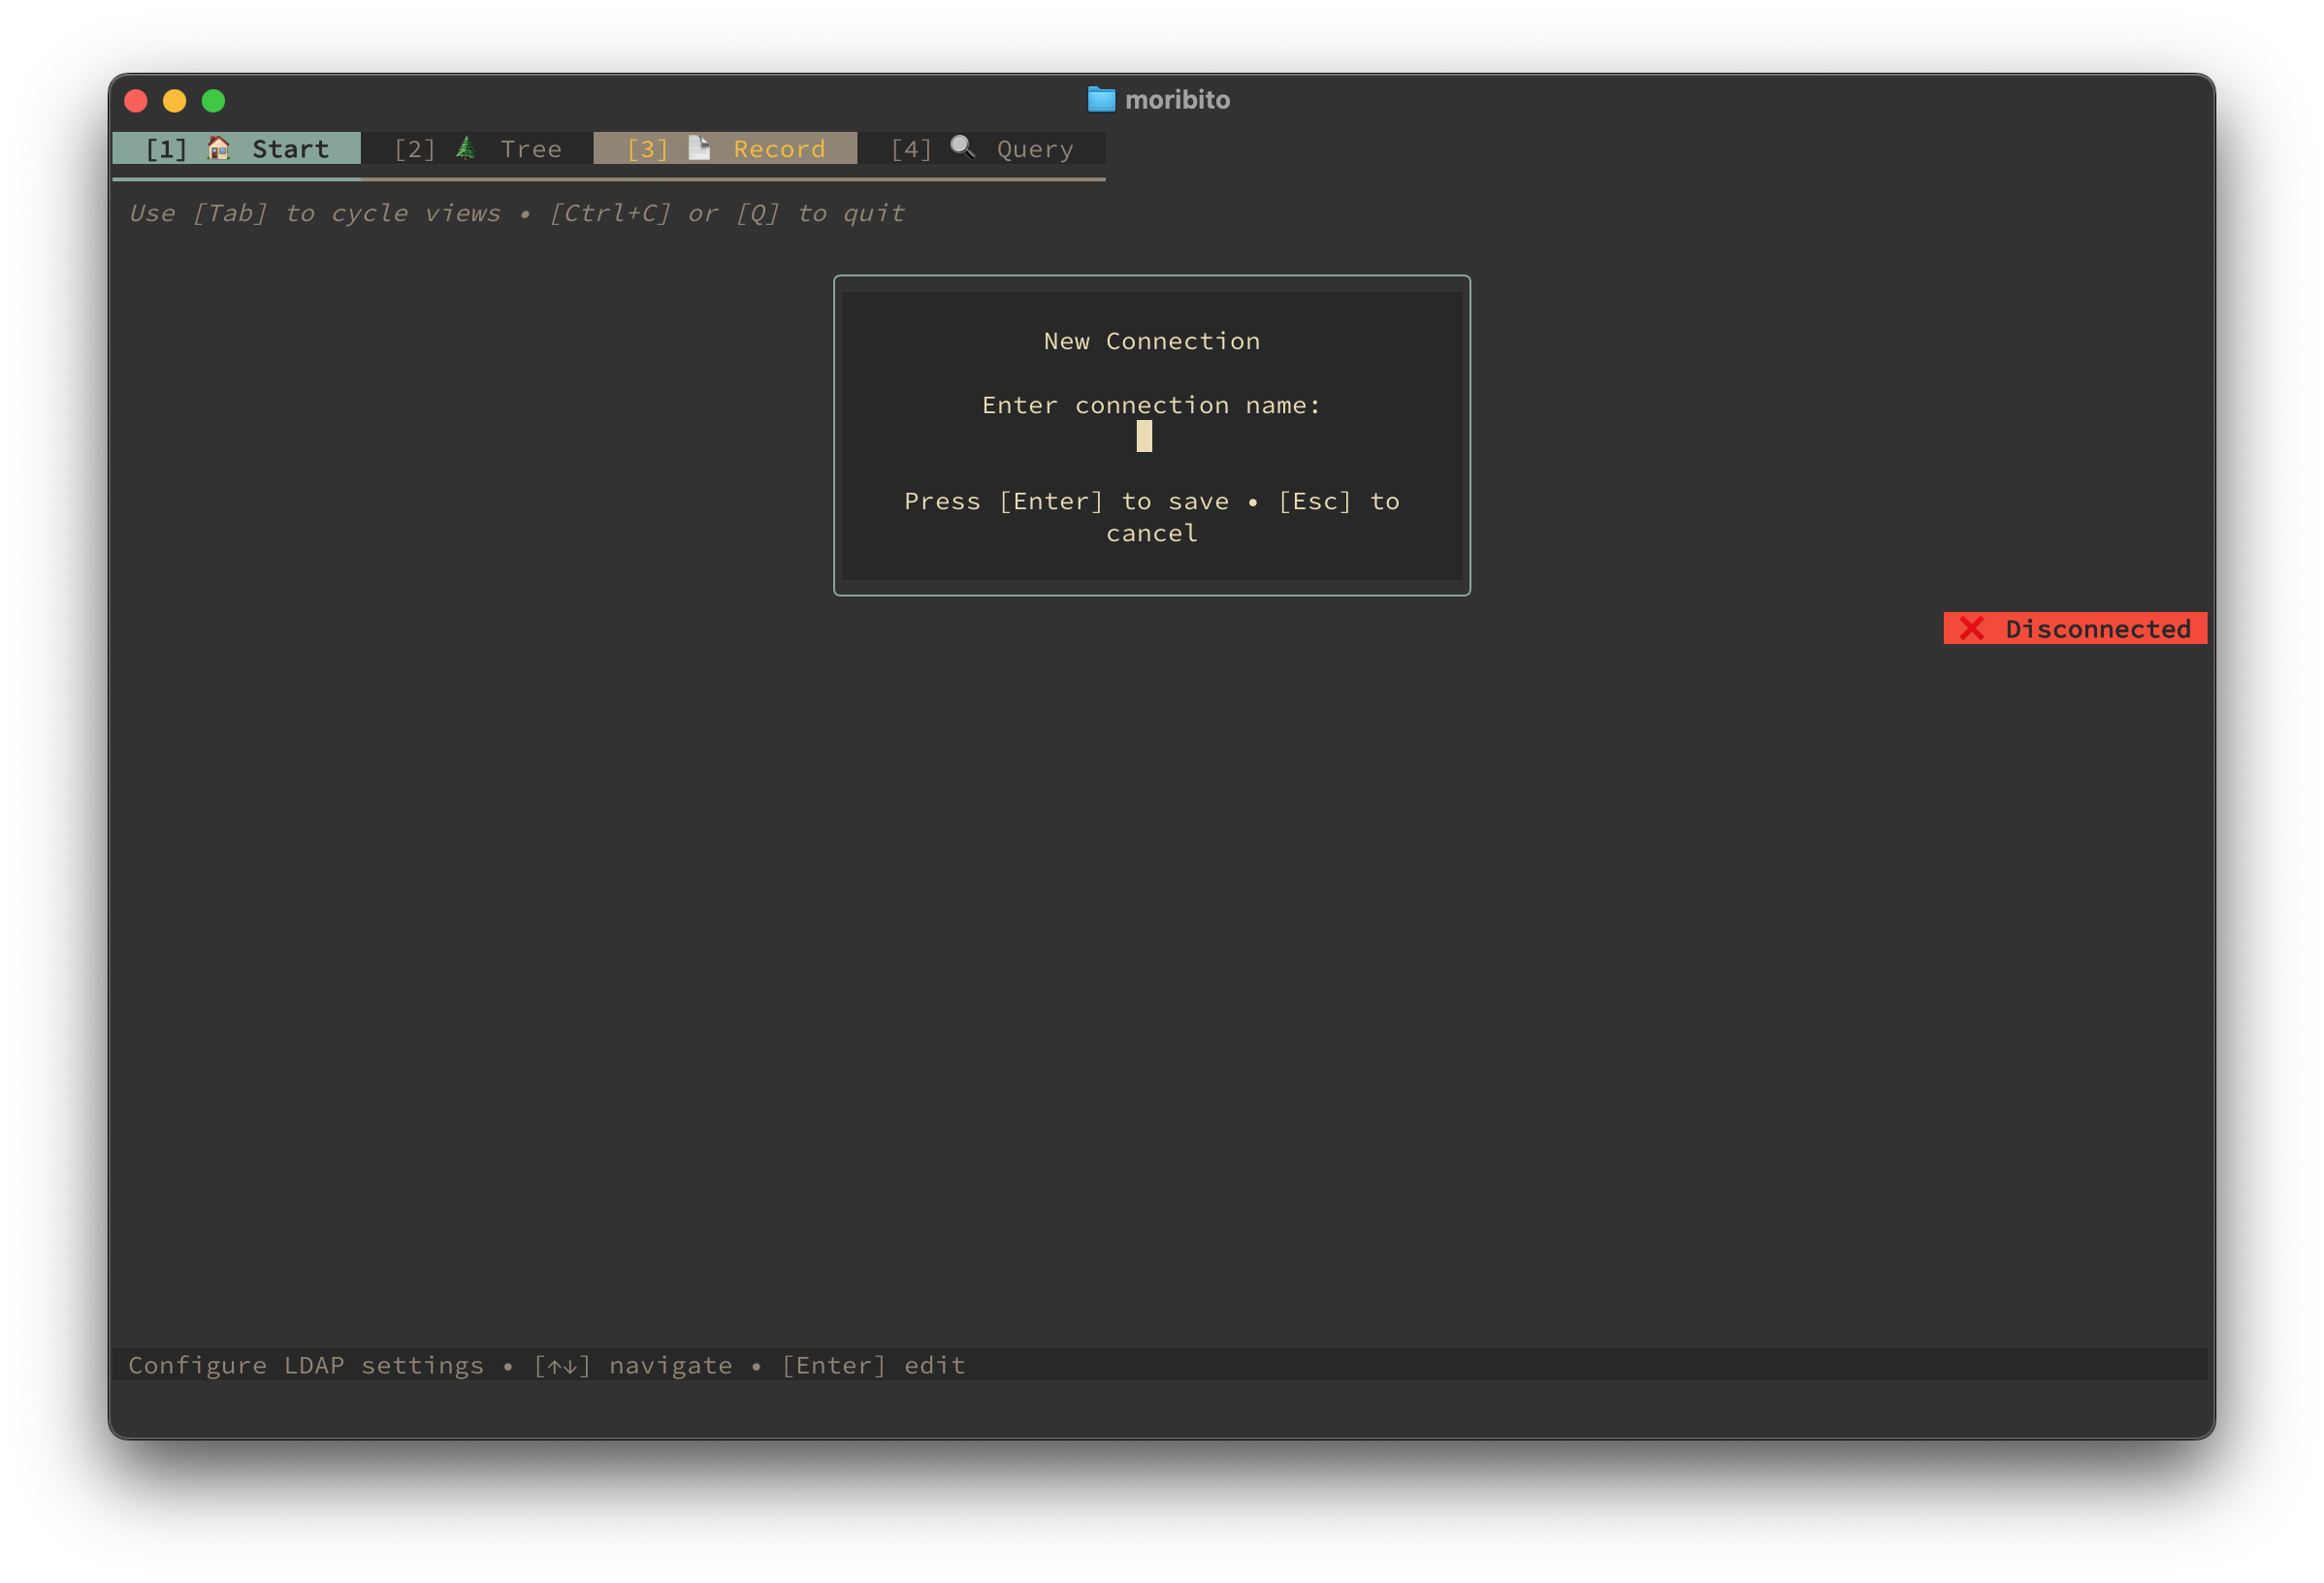 moribito
[1] 🏠 Start [2] 🌲 Tree [3] 📄 Record [4] 🔍 Query
Use [Tab] to cycle views • [Ctrl+C] or [Q] to quit
New Connection
Enter connection name:
Press [Enter] to save • [Esc] to
cancel
❌ Disconnected
Configure LDAP settings • [↑↓] navigate • [Enter] edit